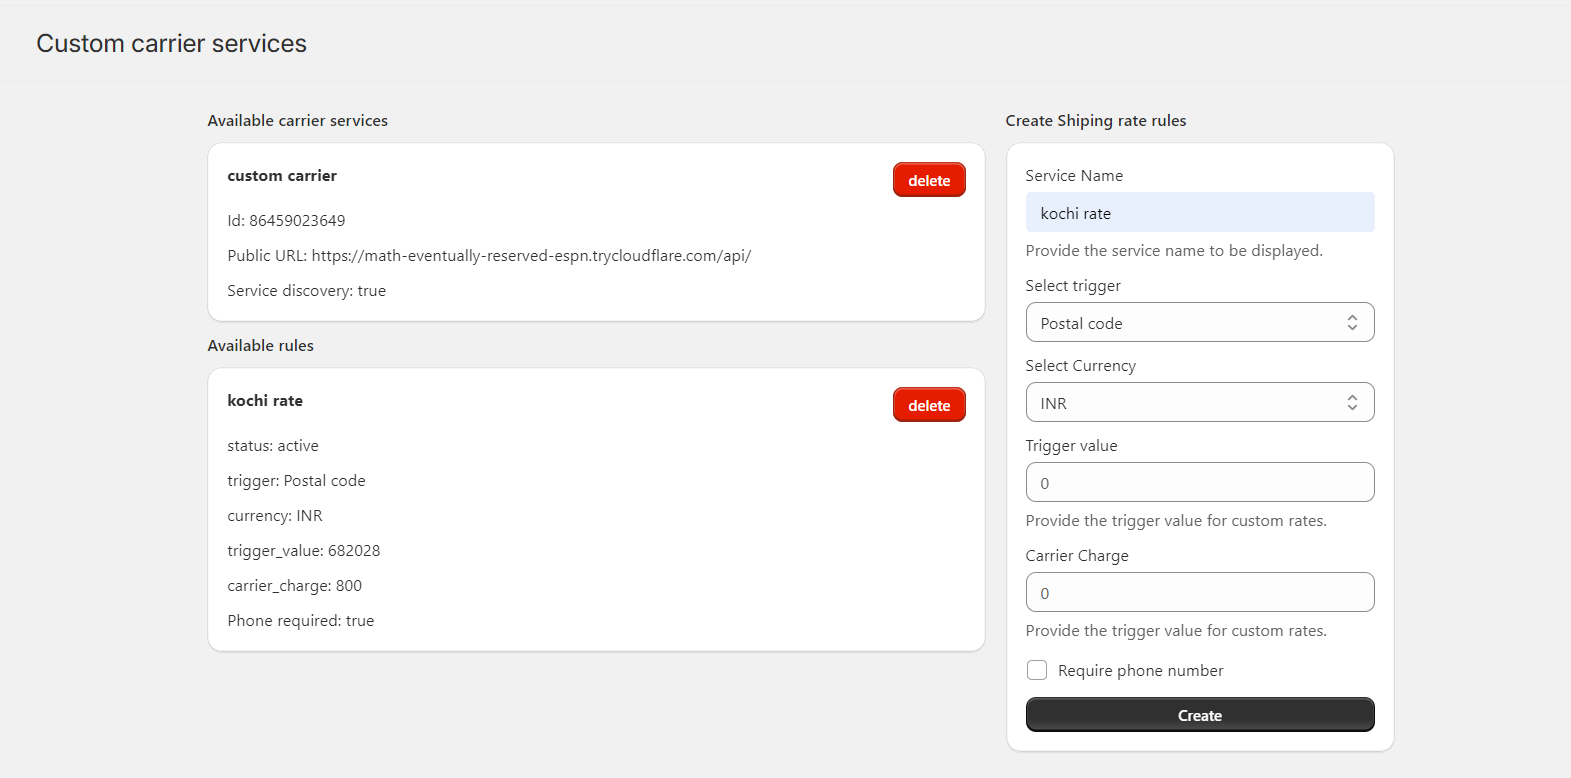 Custom carrier services
Available carrier services
custom carrier
delete
Id: 86459023649
Public URL: https://math-eventually-reserved-espn.trycloudflare.com/api/
Service discovery: true
Available rules
kochi rate
delete
status: active
trigger: Postal code
currency: INR
trigger_value: 682028
carrier_charge: 800
Phone required: true
Create Shiping rate rules
Service Name
kochi rate
Provide the service name to be displayed.
Select trigger
Postal code
Select Currency
INR
Trigger value
0
Provide the trigger value for custom rates.
Carrier Charge
0
Provide the trigger value for custom rates.
Require phone number
Create